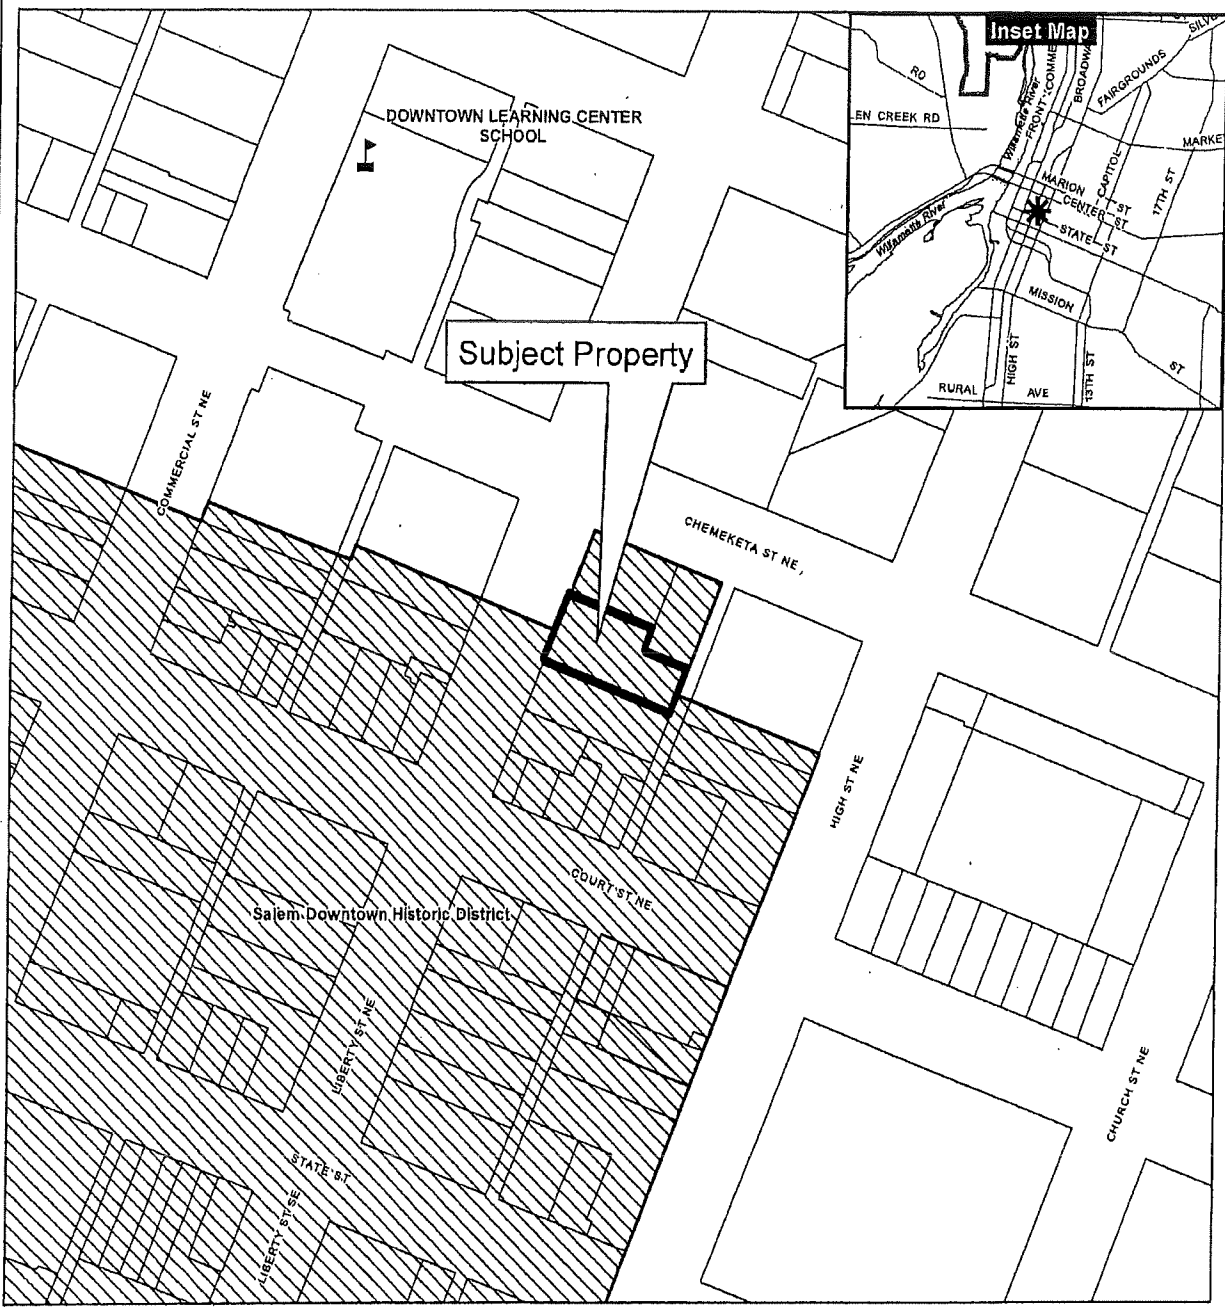 Inset Map
SILVE
RD
FRONT
COMME
BROADWA
FAIRGROUNDS
EN CREEK RD
Willamette River
MARKE
CAPITOL
17TH ST
MARION ST
CENTER ST
STATE ST
Willamette River
MISSION ST
HIGH ST
13TH ST
RURAL AVE
DOWNTOWN LEARNING CENTER
SCHOOL
Subject Property
COMMERCIAL ST NE
CHEMEKETA ST NE
HIGH ST NE
COURT ST NE
Salem Downtown Historic District
LIBERTY ST NE
CHURCH ST NE
STATE ST
LIBERTY ST SE